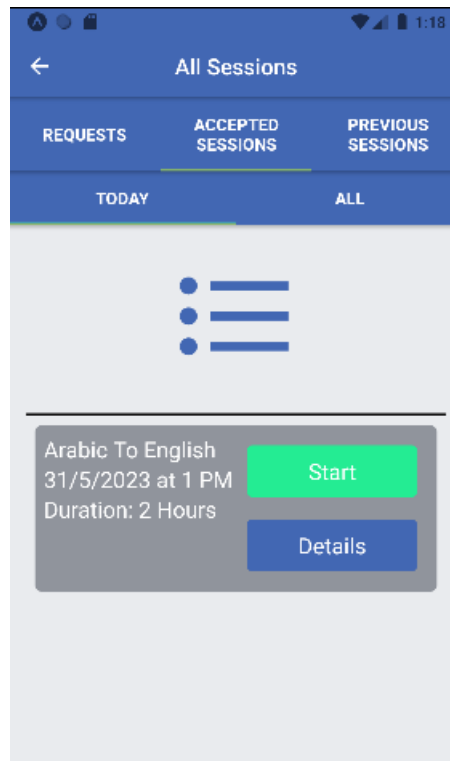 1:18
All Sessions
REQUESTS
ACCEPTED
SESSIONS
PREVIOUS
SESSIONS
TODAY
ALL
Arabic To English
31/5/2023 at 1 PM
Duration: 2 Hours
Start
Details